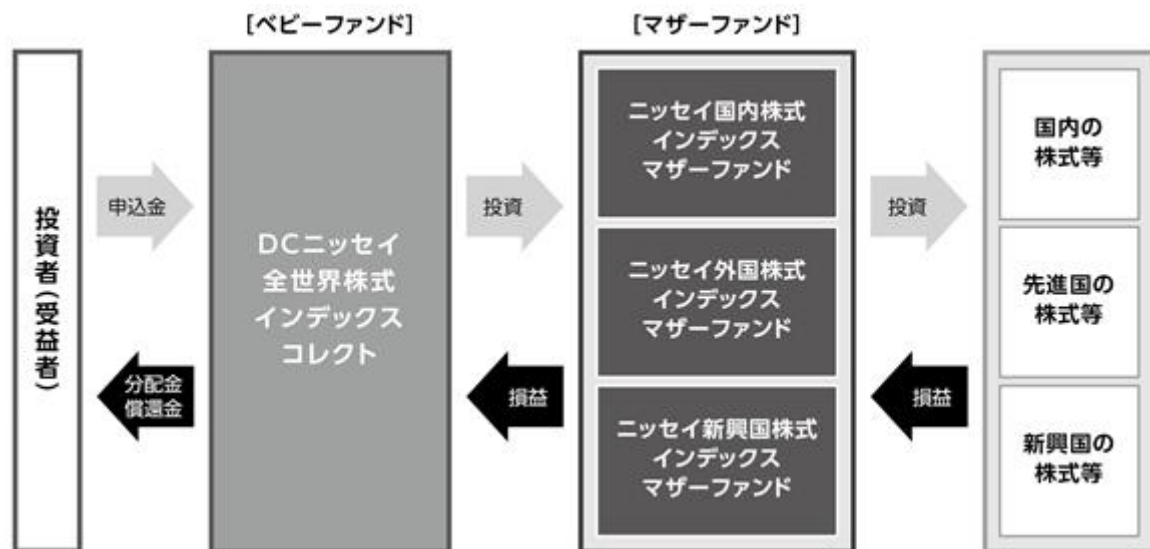 [ベビーファンド]
[マザーファンド]
投資者(受益者)
申込金
分配金
償還金
DCニッセイ
全世界株式
インデックス
コレクト
投資
損益
ニッセイ国内株式
インデックス
マザーファンド
ニッセイ外国株式
インデックス
マザーファンド
ニッセイ新興国株式
インデックス
マザーファンド
投資
損益
国内の
株式等
先進国の
株式等
新興国の
株式等